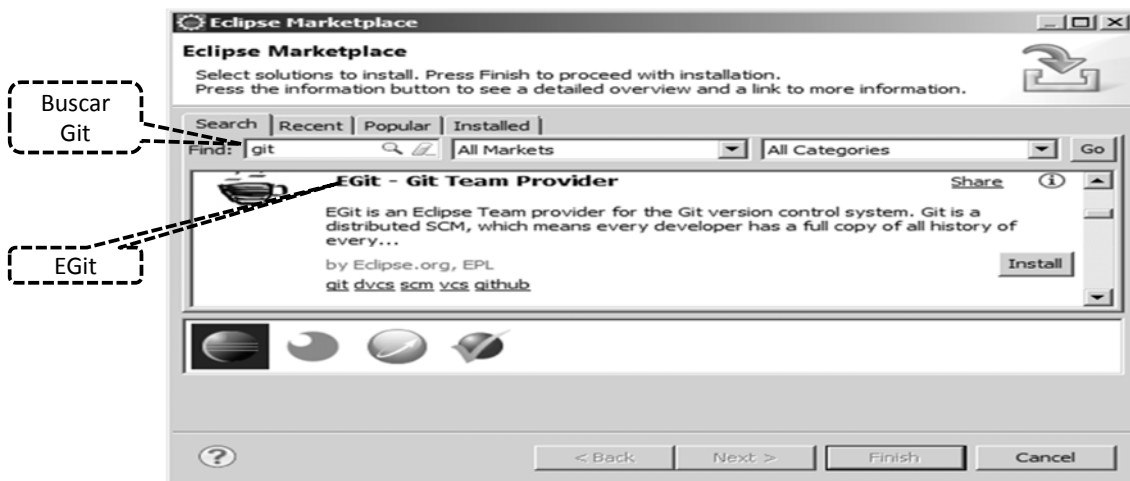 Eclipse Marketplace
Eclipse Marketplace
Select solutions to install. Press Finish to proceed with installation.
Press the information button to see a detailed overview and a link to more information.
Buscar
Git
Search Recent Popular Installed
Find: git All Markets All Categories Go
EGit - Git Team Provider Share
EGit is an Eclipse Team provider for the Git version control system. Git is a
distributed SCM, which means every developer has a full copy of all history of
every...
EGit
by Eclipse.org, EPL Install
git dvcs scm vcs github
< Back Next > Finish Cancel